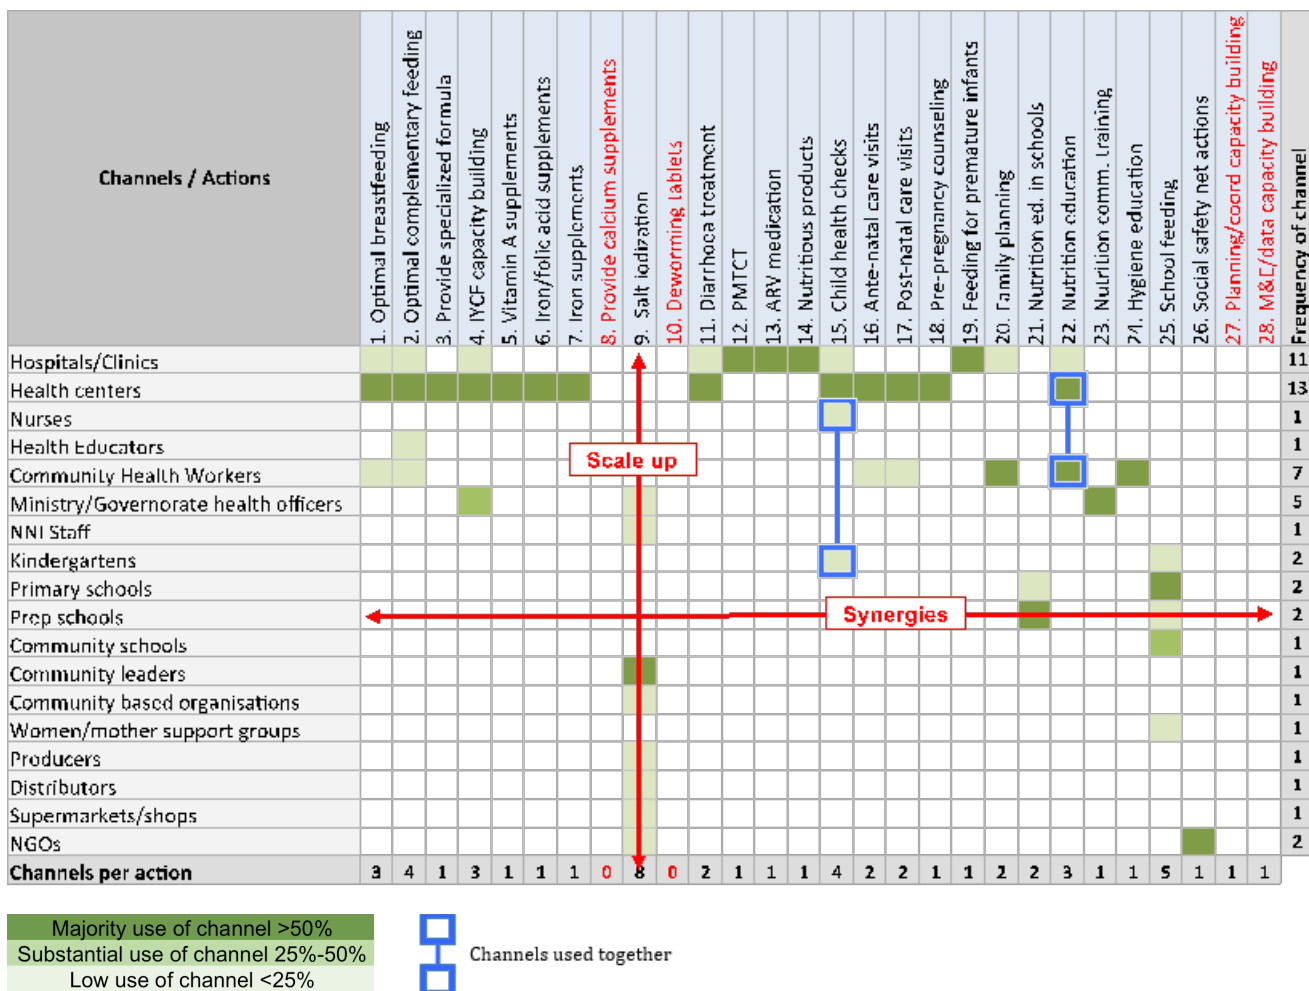 Channels / Actions
1. Optimal breastfeeding
2. Optimal complementary feeding
3. Provide specialized formula
4. IYCF capacity building
5. Vitamin A supplements
6. Iron/folic acid supplements
7. Iron supplements
8. Provide calcium supplements
9. Salt iodization
10. Deworming tablets
11. Diarrhoea treatment
12. PMTCT
13. ARV medication
14. Nutritious products
15. Child health checks
16. Ante-natal care visits
17. Post-natal care visits
18. Pre-pregnancy counseling
19. Feeding for premature infants
20. Family planning
21. Nutrition ed. in schools
22. Nutrition education
23. Nutrition comm. training
24. Hygiene education
25. School feeding
26. Social safety net actions
27. Planning/coord capacity building
28. M&E/data capacity building
Frequency of channel
Hospitals/Clinics 11
Health centers 13
Nurses 1
Health Educators 1
Scale up
Community Health Workers 7
Ministry/Governorate health officers 5
NNI Staff 1
Kindergartens 2
Primary schools 2
Prep schools Synergies 2
Community schools 1
Community leaders 1
Community based organisations 1
Women/mother support groups 1
Producers 1
Distributors 1
Supermarkets/shops 1
NGOs 2
Channels per action 3 4 1 3 1 1 1 0 8 0 2 1 1 1 4 2 2 1 1 2 2 3 1 1 5 1 1 1
Majority use of channel >50%
Substantial use of channel 25%-50%
Low use of channel <25%
Channels used together